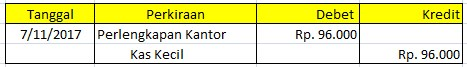 Tanggal Perkiraan Debet Kredit
7/11/2017 Perlengkapan Kantor Rp. 96.000
Kas Kecil Rp. 96.000